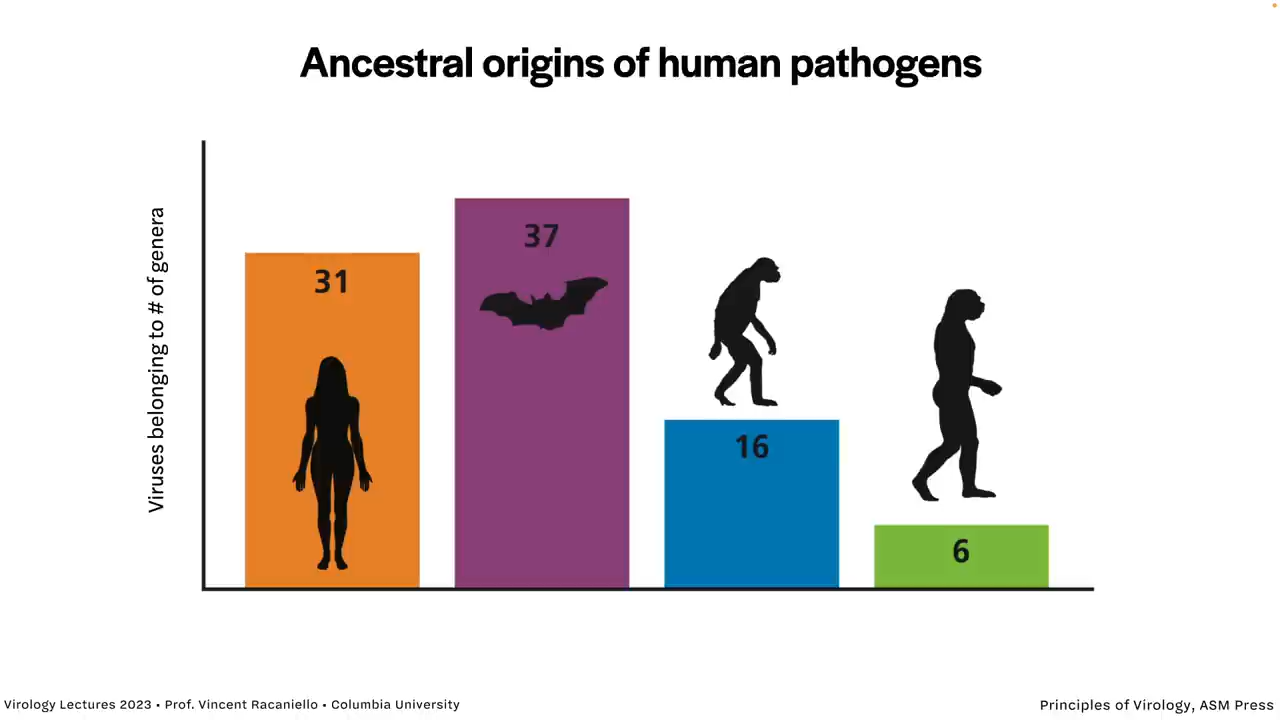 Ancestral origins of human pathogens
Viruses belonging to # of genera
31
37
16
6
Virology Lectures 2023 • Prof. Vincent Racaniello • Columbia University
Principles of Virology, ASM Press